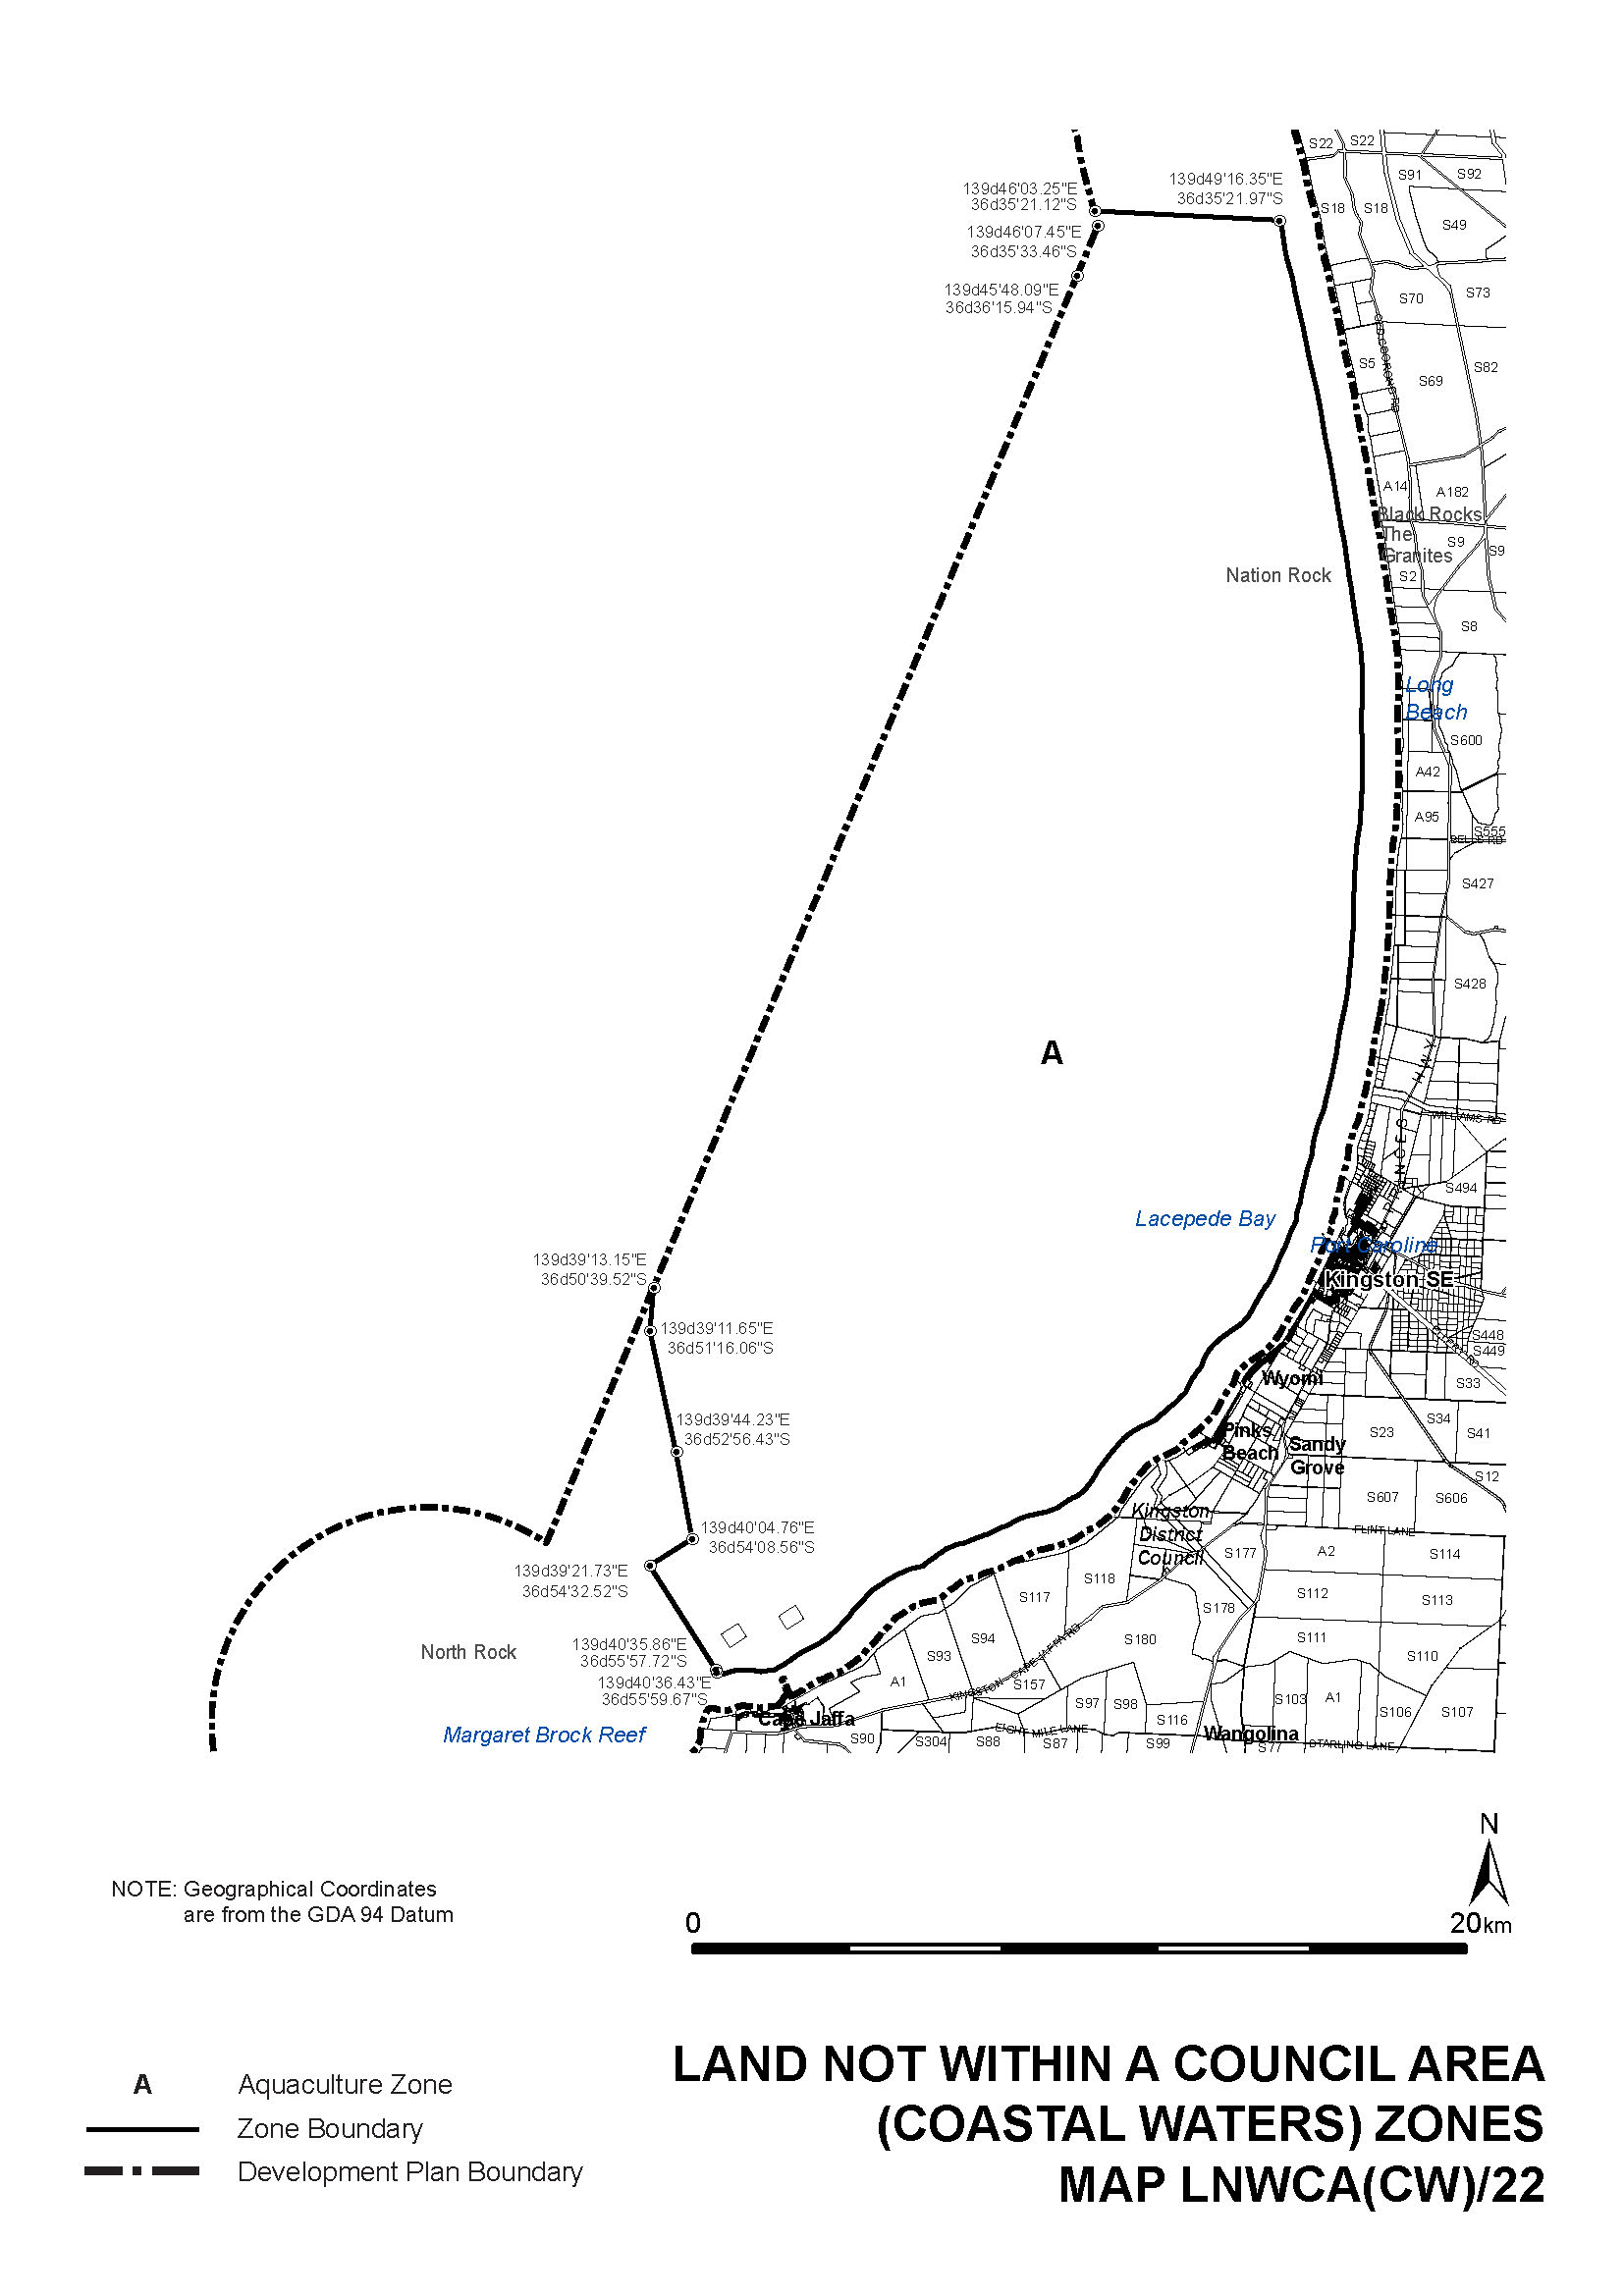 S22
S22
S91
S92
139d46'03.25"E
36d35'21.12"S
139d49'16.35"E
36d35'21.97"S
S18
S18
S49
139d46'07.45"E
36d35'33.46"S
139d45'48.09"E
36d36'15.94"S
S70
S73
S5
S69
S82
A14
A182
Black Rocks
The
Granites
S9
S9
S2
Nation Rock
S8
Long
Beach
S600
A42
A95
S555
S427
S428
A
HWY
WILLIAMS RD
S494
Lacepede Bay
Port Caroline
Kingston SE
139d39'13.15"E
36d50'39.52"S
139d39'11.65"E
36d51'16.06"S
S448
S449
Wyomi
S33
139d39'44.23"E
36d52'56.43"S
Pinks
Beach
Sandy
Grove
S23
S34
S41
S12
S607
S606
Kingston
District
Council
FLINT LANE
139d40'04.76"E
36d54'08.56"S
S177
A2
S114
139d39'21.73"E
36d54'32.52"S
S117
S118
S112
S113
S178
S94
S180
S111
S110
S93
North Rock
139d40'35.86"E
36d55'57.72"S
139d40'36.43"E
36d55'59.67"S
A1
S157
KINGSTON - CAPE JAFFA RD
S97
S98
S103
A1
S106
S107
S116
Cape Jaffa
Margaret Brock Reef
S90
S304
S88
EIGHT MILE LANE
S87
S99
Wangolina
S77
N
NOTE: Geographical Coordinates
are from the GDA 94 Datum
0
20km
LAND NOT WITHIN A COUNCIL AREA
(COASTAL WATERS) ZONES
MAP LNWCA(CW)/22
A Aquaculture Zone
Zone Boundary
Development Plan Boundary